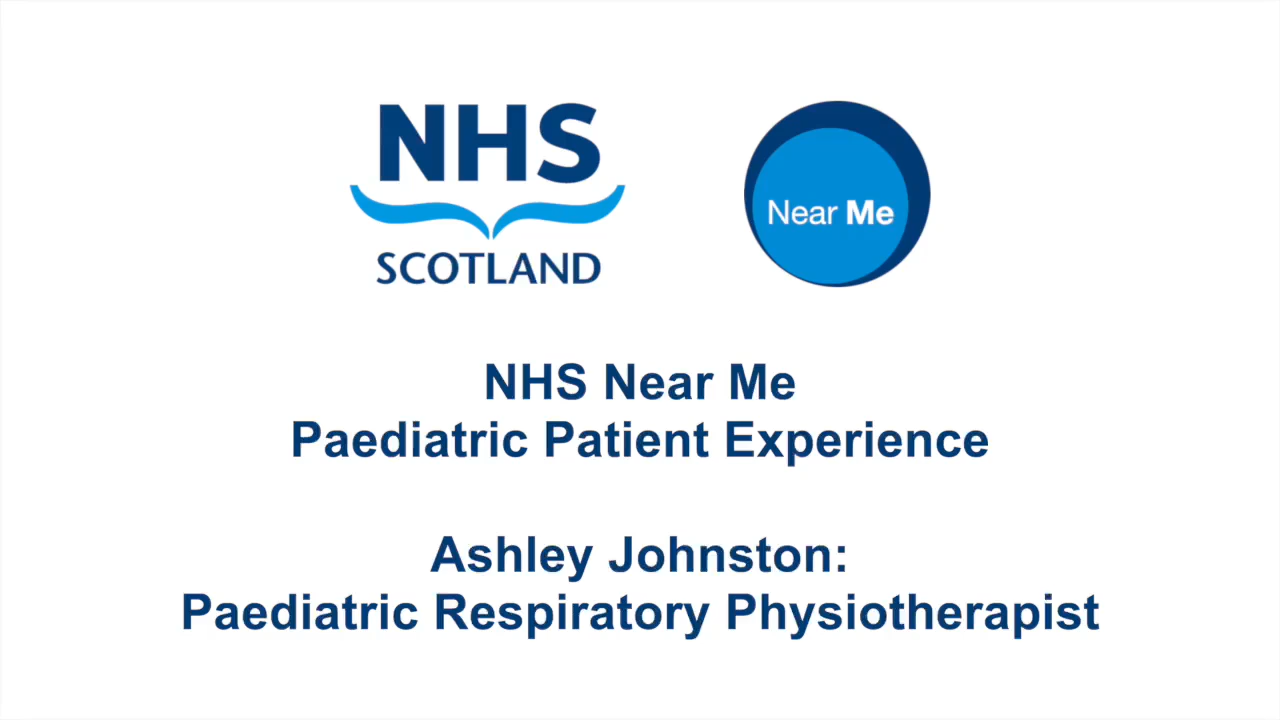 NHS
SCOTLAND
Near Me
NHS Near Me
Paediatric Patient Experience
Ashley Johnston:
Paediatric Respiratory Physiotherapist